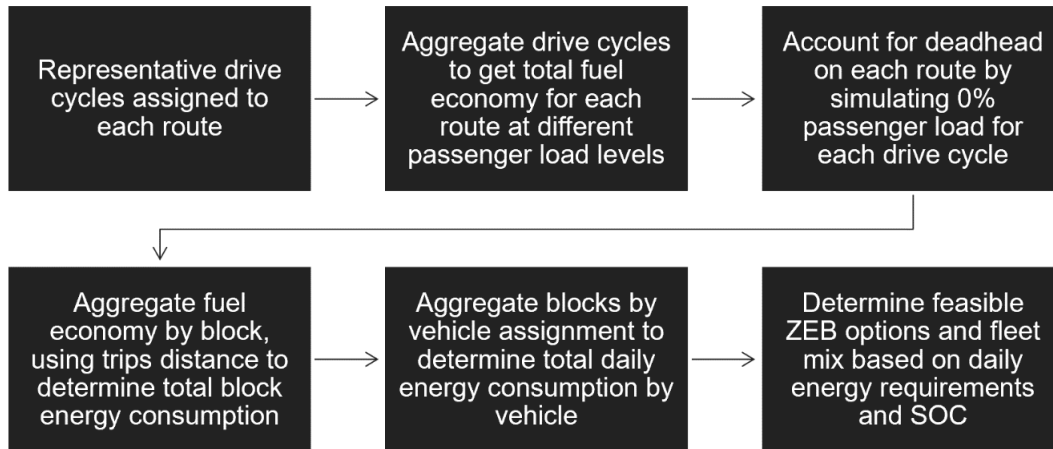 Representative drive
cycles assigned to
each route
Aggregate drive cycles
to get total fuel
economy for each
route at different
passenger load levels
Account for deadhead
on each route by
simulating 0%
passenger load for
each drive cycle
Aggregate fuel
economy by block,
using trips distance to
determine total block
energy consumption
Aggregate blocks by
vehicle assignment to
determine total daily
energy consumption by
vehicle
Determine feasible
ZEB options and fleet
mix based on daily
energy requirements
and SOC